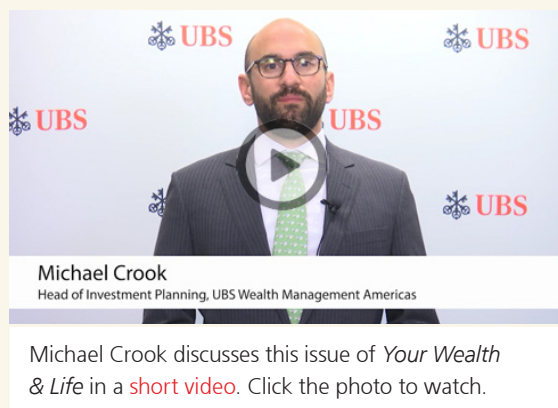 UBS
UBS
UBS
UBS
UBS
Michael Crook
Head of Investment Planning, UBS Wealth Management Americas
Michael Crook discusses this issue of Your Wealth
& Life in a short video. Click the photo to watch.